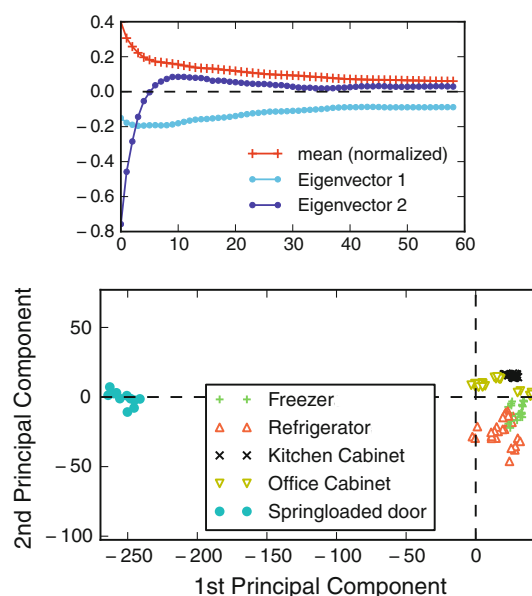 0.4
0.2
0.0
−0.2
−0.4
−0.6
−0.8
mean (normalized)
Eigenvector 1
Eigenvector 2
0 10 20 30 40 50 60
2nd Principal Component
50
0
−50
−100
Freezer
Refrigerator
Kitchen Cabinet
Office Cabinet
Springloaded door
−250 −200 −150 −100 −50 0
1st Principal Component